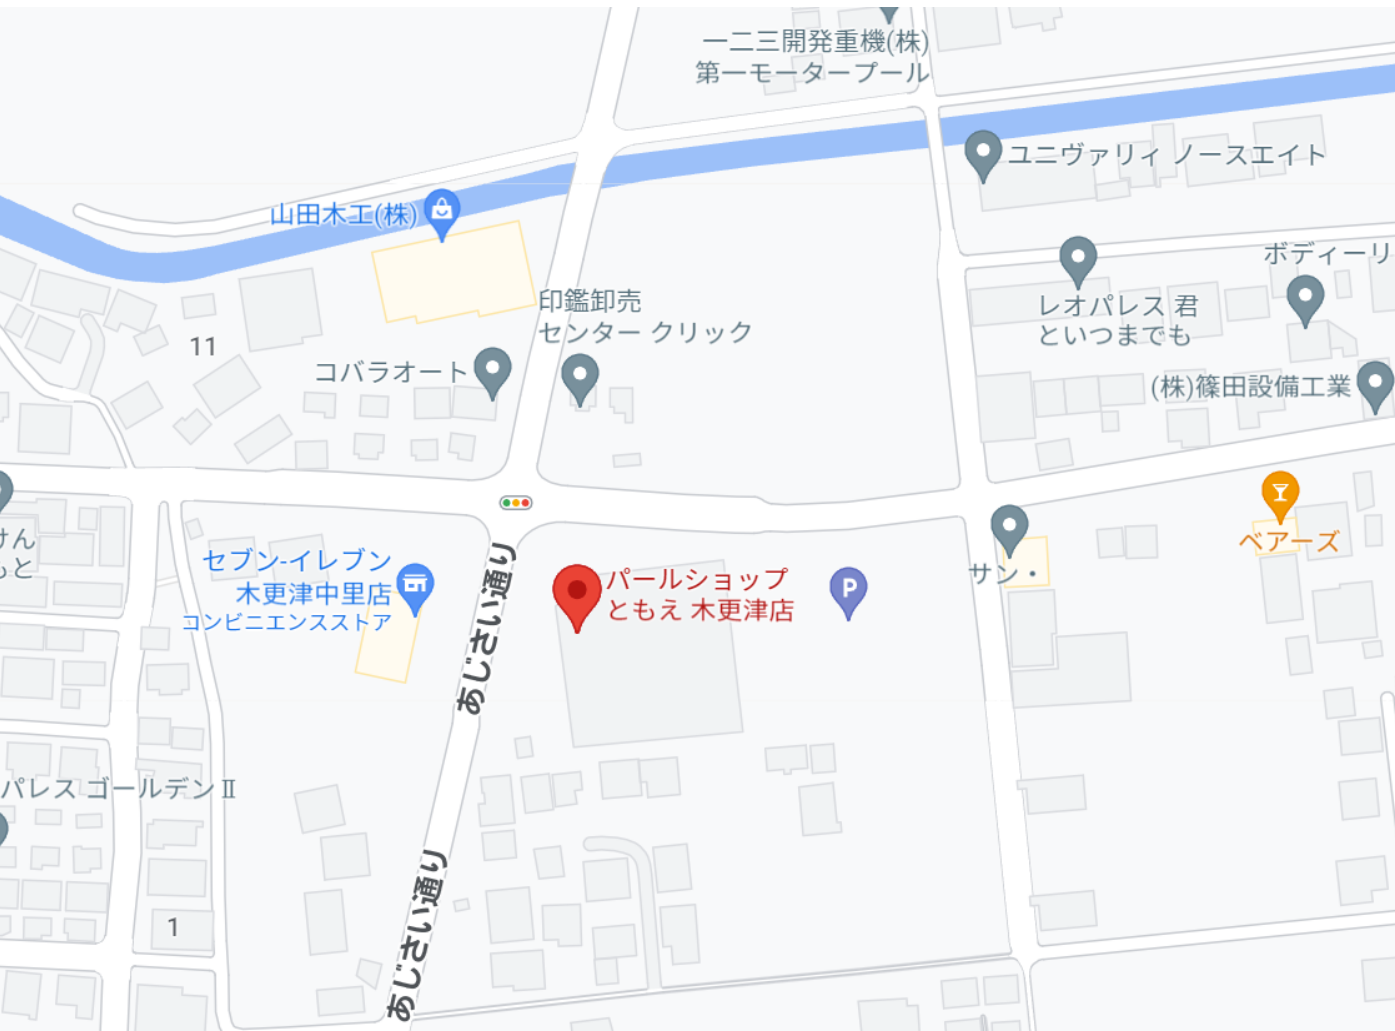 一二三開発重機(株)
第一モータープール
ユニヴァリィ ノースエイト
山田木工(株)
ボディーリ
印鑑卸売
センター クリック
レオパレス 君
といつまでも
11
コバラオート
(株)篠田設備工業
ベアーズ
けん
もと
セブン-イレブン
木更津中里店
コンビニエンスストア
あじさい通り
パールショップ
ともえ 木更津店
P
サン・
パレス ゴールデンⅡ
あじさい通り
1